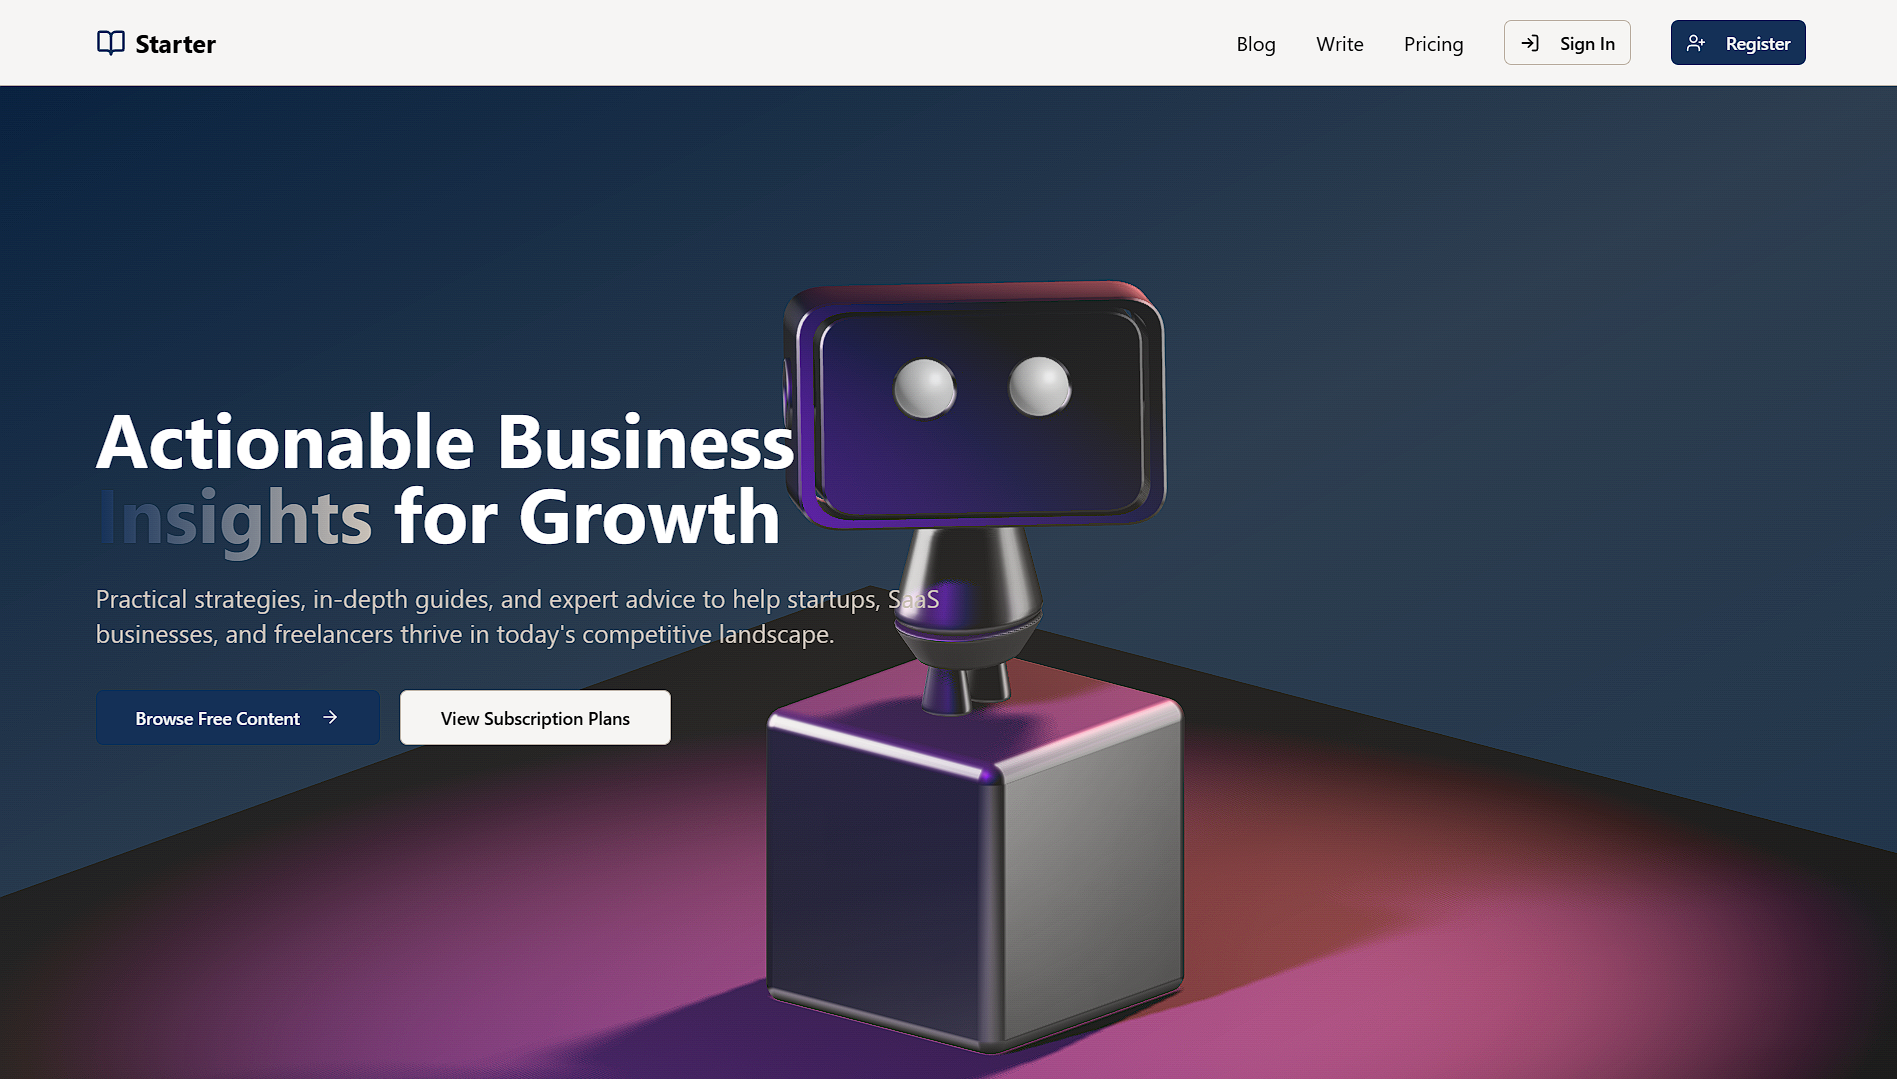 Starter
Blog
Write
Pricing
Sign In
Register
Actionable Business
Insights for Growth
Practical strategies, in-depth guides, and expert advice to help startups, SaaS
businesses, and freelancers thrive in today's competitive landscape.
Browse Free Content
View Subscription Plans